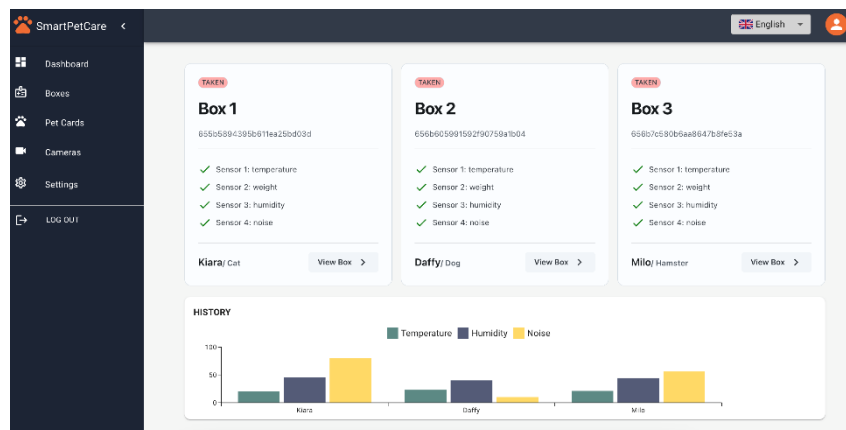 SmartPetCare
English
Dashboard
Boxes
Pet Cards
Cameras
Settings
LOG OUT
TAKEN
Box 1
655b5894395b611ea25bd03d
Sensor 1: temperature
Sensor 2: weight
Sensor 3: humidity
Sensor 4: noise
Kiara/ Cat
View Box
TAKEN
Box 2
656b605991592f90759a1b04
Sensor 1: temperature
Sensor 2: weight
Sensor 3: humidity
Sensor 4: noise
Daffy/ Dog
View Box
TAKEN
Box 3
656b7c580b6aa8647b8fe53a
Sensor 1: temperature
Sensor 2: weight
Sensor 3: humidity
Sensor 4: noise
Milo/ Hamster
View Box
HISTORY
Temperature Humidity Noise
100
50
0
Kiara Daffy Milo